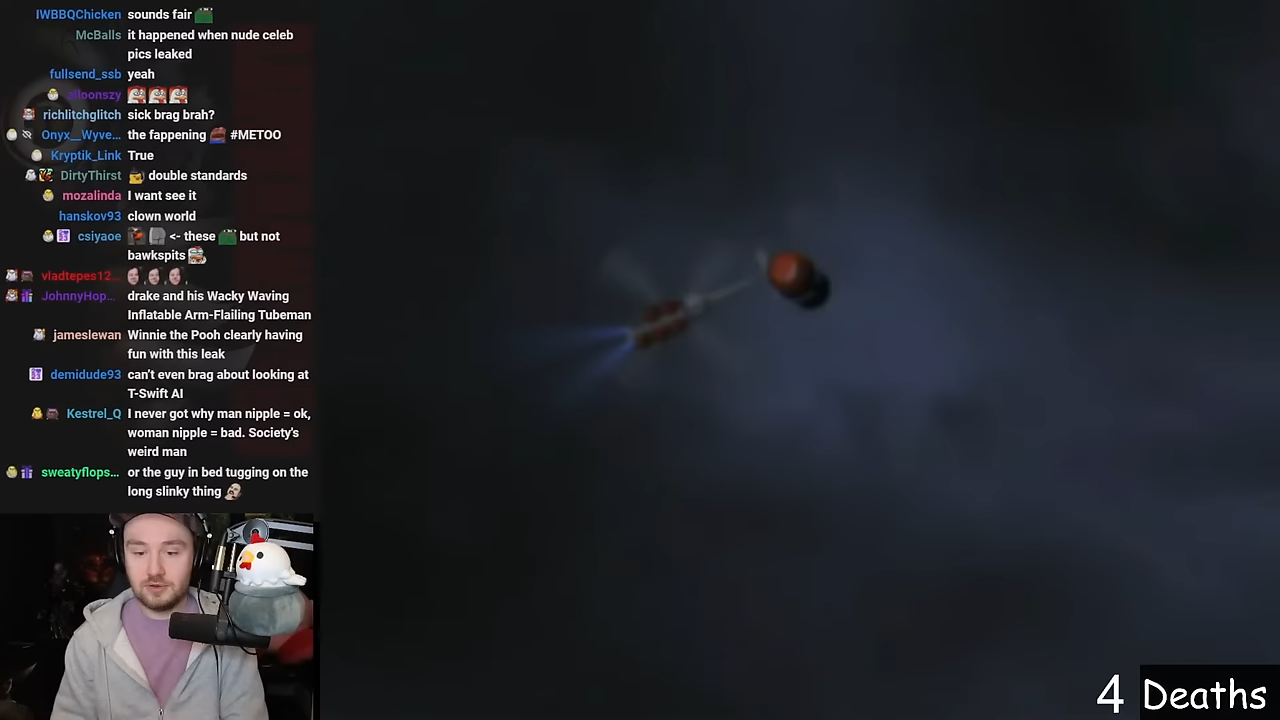 IWBBQChicken sounds fair
McBalls it happened when nude celeb
pics leaked
fullsend_ssb yeah
richlitchglitch sick brag brah?
Onyx__Wyve... the fappening #METOO
Kryptik_Link True
DirtyThirst double standards
mozalinda I want see it
hanskov93 clown world
csiyaoe <- these but not
bawkspits
vladtepes12...
JohnnyHop... drake and his Wacky Waving
Inflatable Arm-Flailing Tubeman
jameslewan Winnie the Pooh clearly having
fun with this leak
demidude93 can't even brag about looking at
T-Swift AI
Kestrel_Q I never got why man nipple = ok,
woman nipple = bad. Society's
weird man
sweatyflops... or the guy in bed tugging on the
long slinky thing
4 Deaths